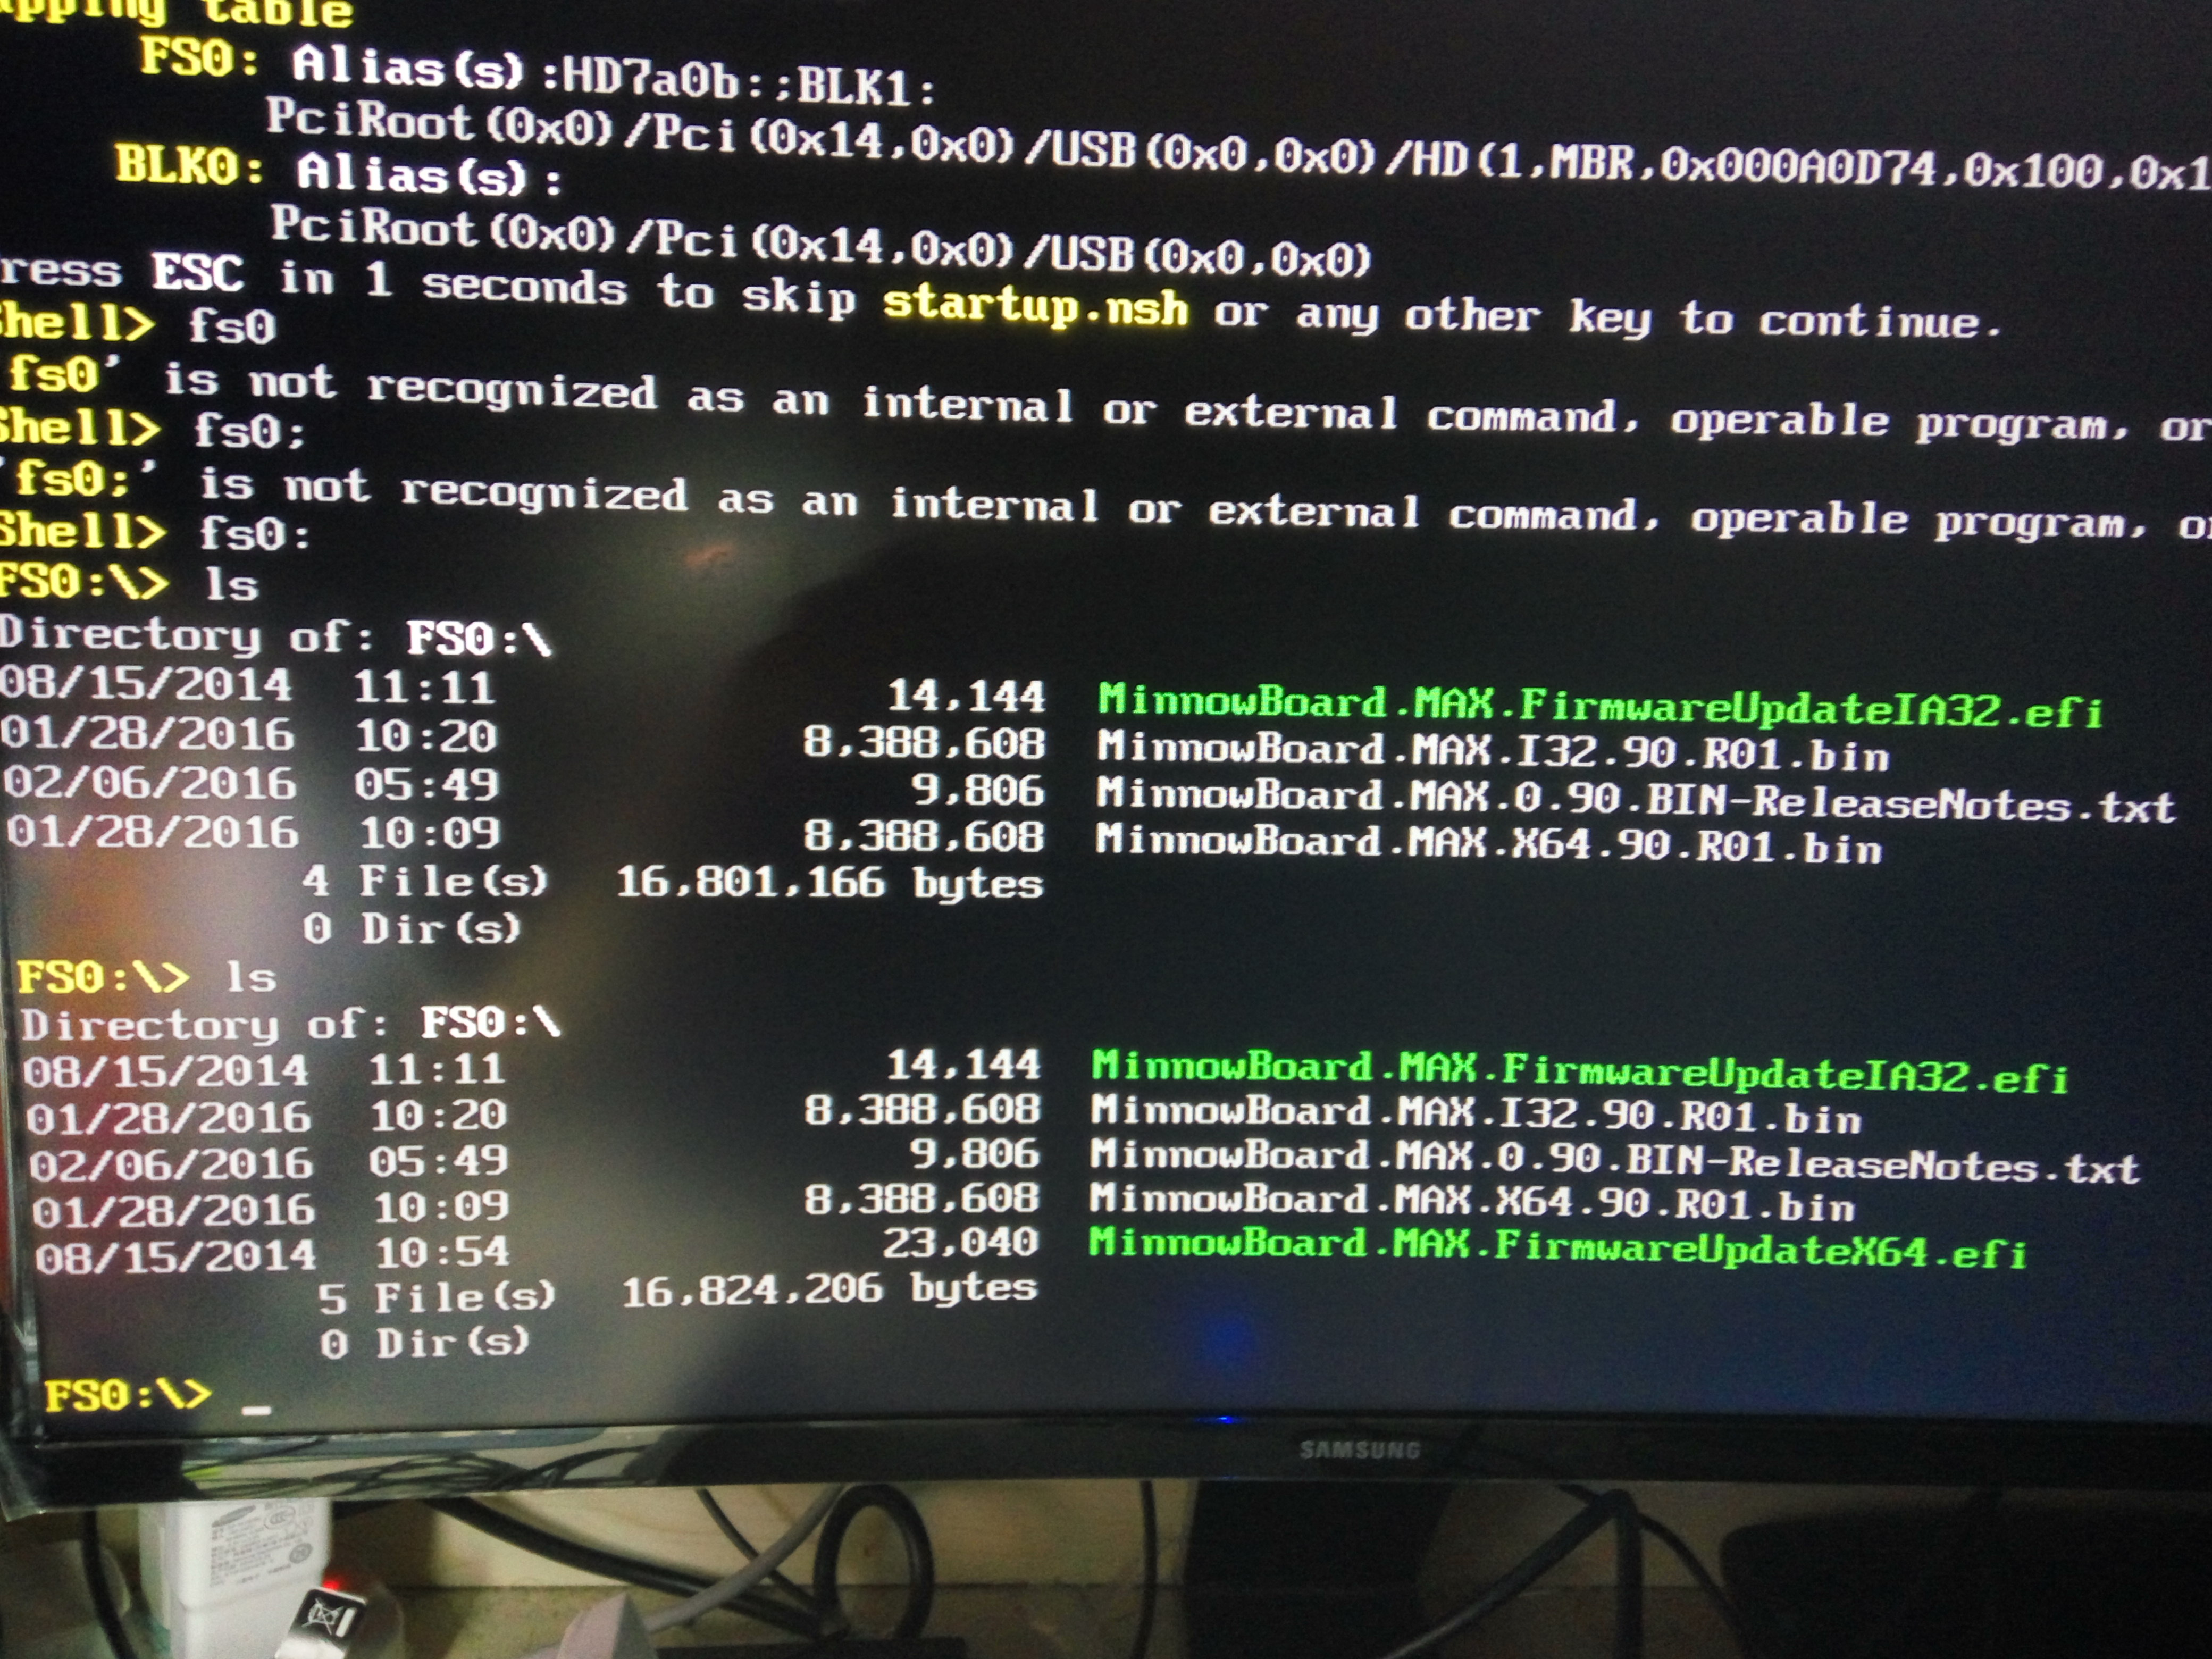 apping table
FS0: Alias(s):HD7a0b:;BLK1:
PciRoot(0x0)/Pci(0x14,0x0)/USB(0x0,0x0)/HD(1,MBR,0x000A0D74,0x100,0x1
BLK0: Alias(s):
PciRoot(0x0)/Pci(0x14,0x0)/USB(0x0,0x0)
ress ESC in 1 seconds to skip startup.nsh or any other key to continue.
Shell> fs0
fs0' is not recognized as an internal or external command, operable program, or
Shell> fs0;
'fs0;' is not recognized as an internal or external command, operable program, or
Shell> fs0:
FS0:\> ls
Directory of: FS0:\
08/15/2014 11:11 14,144 MinnowBoard.MAX.FirmwareUpdateIA32.efi
01/28/2016 10:20 8,388,608 MinnowBoard.MAX.I32.90.R01.bin
02/06/2016 05:49 9,806 MinnowBoard.MAX.0.90.BIN-ReleaseNotes.txt
01/28/2016 10:09 8,388,608 MinnowBoard.MAX.X64.90.R01.bin
4 File(s) 16,801,166 bytes
0 Dir(s)
FS0:\> ls
Directory of: FS0:\
08/15/2014 11:11 14,144 MinnowBoard.MAX.FirmwareUpdateIA32.efi
01/28/2016 10:20 8,388,608 MinnowBoard.MAX.I32.90.R01.bin
02/06/2016 05:49 9,806 MinnowBoard.MAX.0.90.BIN-ReleaseNotes.txt
01/28/2016 10:09 8,388,608 MinnowBoard.MAX.X64.90.R01.bin
08/15/2014 10:54 23,040 MinnowBoard.MAX.FirmwareUpdateX64.efi
5 File(s) 16,824,206 bytes
0 Dir(s)
FS0:\> _
SAMSUNG